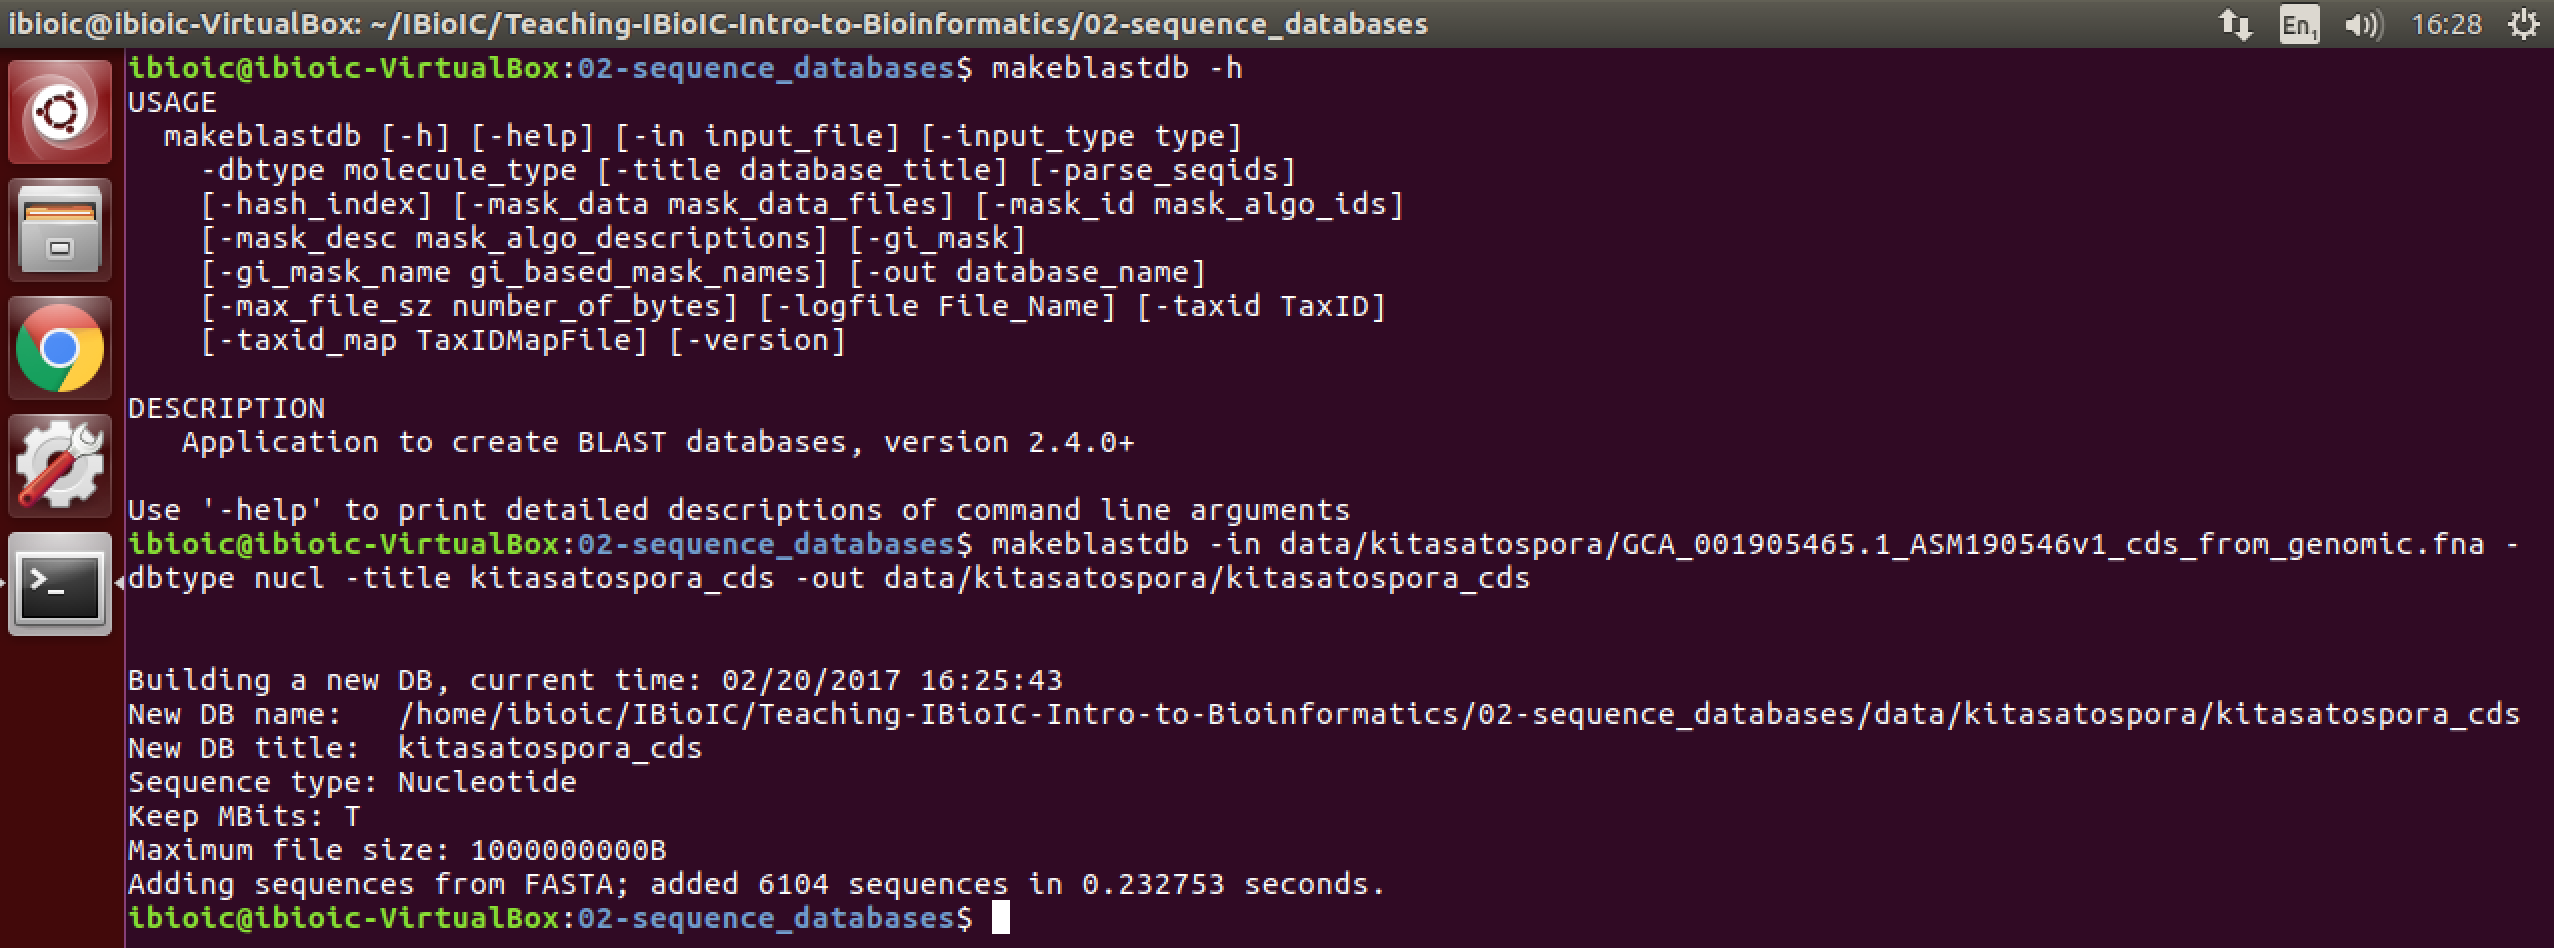 ibioic@ibioic-VirtualBox: ~/IBioIC/Teaching-IBioIC-Intro-to-Bioinformatics/02-sequence_databases En1 16:28
ibioic@ibioic-VirtualBox:02-sequence_databases$ makeblastdb -h
USAGE
  makeblastdb [-h] [-help] [-in input_file] [-input_type type]
    -dbtype molecule_type [-title database_title] [-parse_seqids]
    [-hash_index] [-mask_data mask_data_files] [-mask_id mask_algo_ids]
    [-mask_desc mask_algo_descriptions] [-gi_mask]
    [-gi_mask_name gi_based_mask_names] [-out database_name]
    [-max_file_sz number_of_bytes] [-logfile File_Name] [-taxid TaxID]
    [-taxid_map TaxIDMapFile] [-version]

DESCRIPTION
   Application to create BLAST databases, version 2.4.0+

Use '-help' to print detailed descriptions of command line arguments
ibioic@ibioic-VirtualBox:02-sequence_databases$ makeblastdb -in data/kitasatospora/GCA_001905465.1_ASM190546v1_cds_from_genomic.fna -
dbtype nucl -title kitasatospora_cds -out data/kitasatospora/kitasatospora_cds

Building a new DB, current time: 02/20/2017 16:25:43
New DB name:   /home/ibioic/IBioIC/Teaching-IBioIC-Intro-to-Bioinformatics/02-sequence_databases/data/kitasatospora/kitasatospora_cds
New DB title:  kitasatospora_cds
Sequence type: Nucleotide
Keep MBits: T
Maximum file size: 1000000000B
Adding sequences from FASTA; added 6104 sequences in 0.232753 seconds.
ibioic@ibioic-VirtualBox:02-sequence_databases$